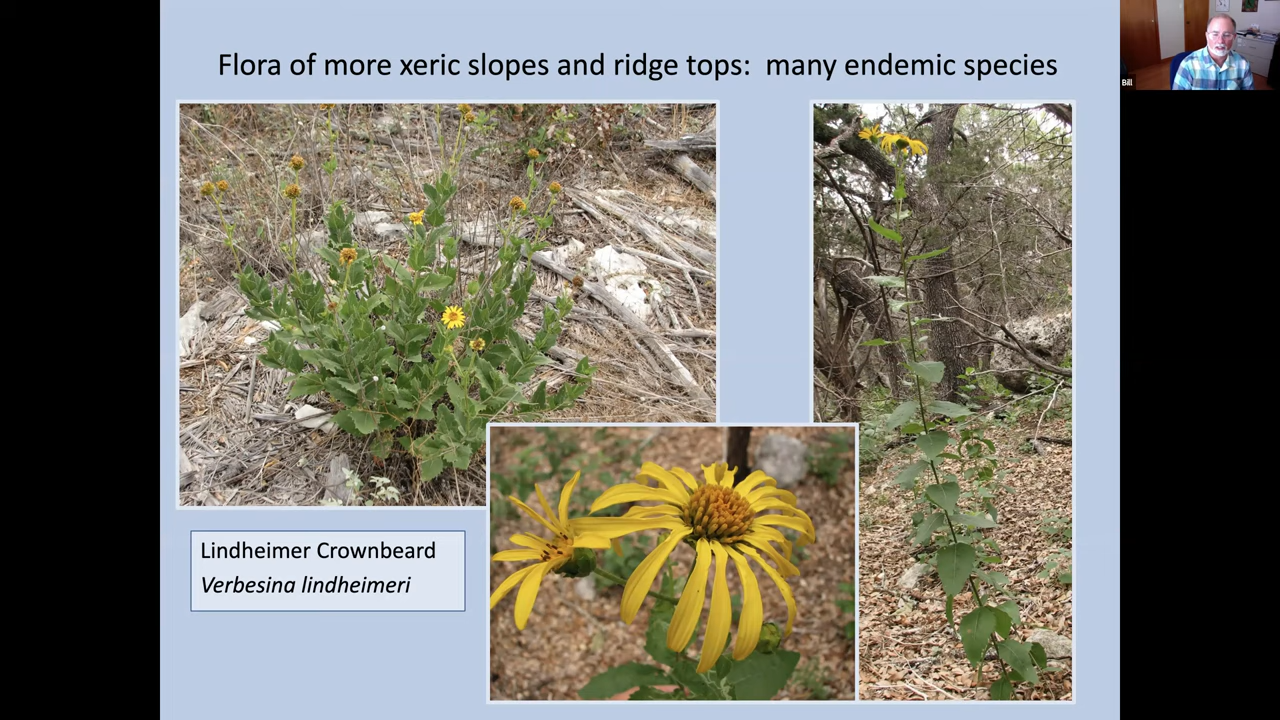 Flora of more xeric slopes and ridge tops:  many endemic species
Bill
Lindheimer Crownbeard
Verbesina lindheimeri